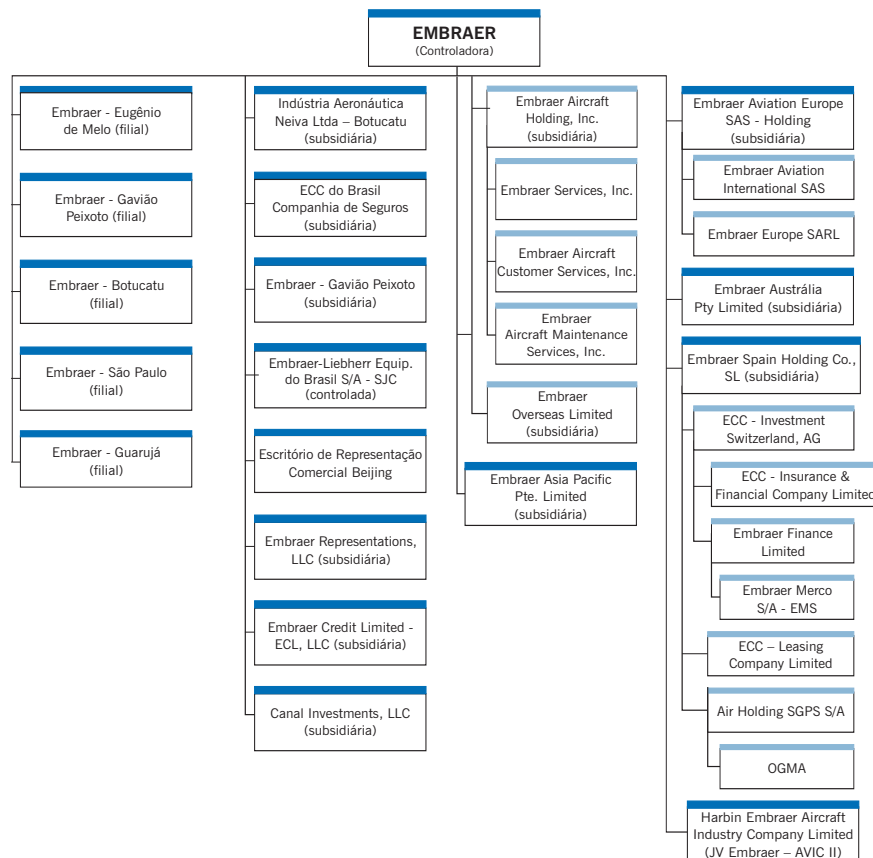 EMBRAER
(Controladora)
Embraer - Eugênio
de Melo (filial)
Embraer - Gavião
Peixoto (filial)
Embraer - Botucatu
(filial)
Embraer - São Paulo
(filial)
Embraer - Guarujá
(filial)
Indústria Aeronáutica
Neiva Ltda – Botucatu
(subsidiária)
ECC do Brasil
Companhia de Seguros
(subsidiária)
Embraer - Gavião Peixoto
(subsidiária)
Embraer-Liebherr Equip.
do Brasil S/A - SJC
(controlada)
Escritório de Representação
Comercial Beijing
Embraer Representations,
LLC (subsidiária)
Embraer Credit Limited -
ECL, LLC (subsidiária)
Canal Investments, LLC
(subsidiária)
Embraer Aircraft
Holding, Inc.
(subsidiária)
Embraer Services, Inc.
Embraer Aircraft
Customer Services, Inc.
Embraer
Aircraft Maintenance
Services, Inc.
Embraer
Overseas Limited
(subsidiária)
Embraer Asia Pacific
Pte. Limited
(subsidiária)
Embraer Aviation Europe
SAS - Holding
(subsidiária)
Embraer Aviation
International SAS
Embraer Europe SARL
Embraer Austrália
Pty Limited (subsidiária)
Embraer Spain Holding Co.,
SL (subsidiária)
ECC - Investment
Switzerland, AG
ECC - Insurance &
Financial Company Limited
Embraer Finance
Limited
Embraer Merco
S/A - EMS
ECC – Leasing
Company Limited
Air Holding SGPS S/A
OGMA
Harbin Embraer Aircraft
Industry Company Limited
(JV Embraer – AVIC II)